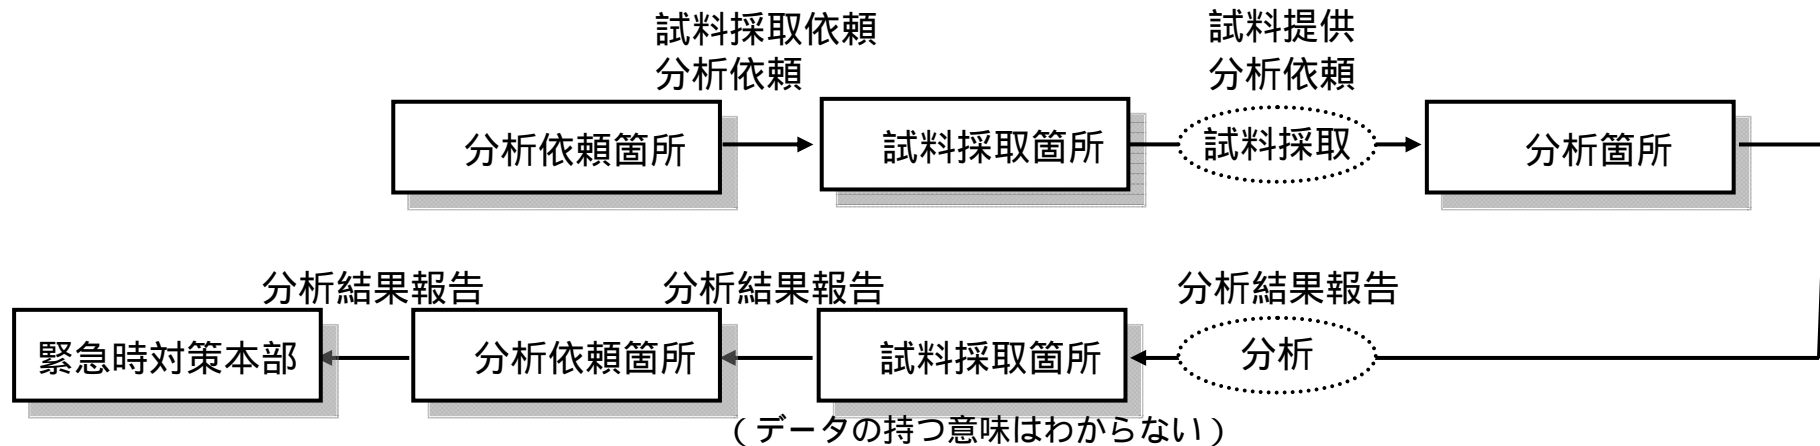 試料採取依頼
分析依頼
試料提供
分析依頼
分析依頼箇所
試料採取箇所
試料採取
分析箇所
分析結果報告
分析結果報告
分析結果報告
緊急時対策本部
分析依頼箇所
試料採取箇所
分析
（データの持つ意味はわからない）